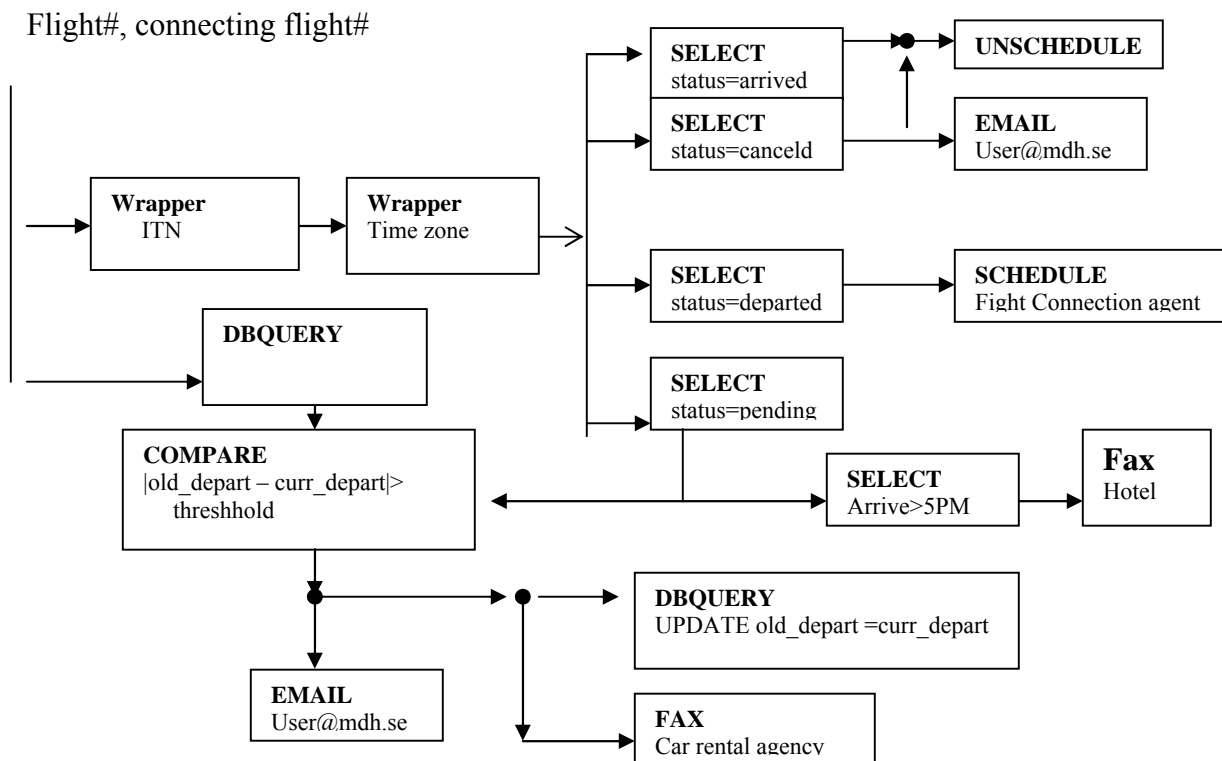 Flight#, connecting flight#
SELECT
status=arrived
UNSCHEDULE
SELECT
status=canceld
EMAIL
User@mdh.se
Wrapper
ITN
Wrapper
Time zone
SELECT
status=departed
SCHEDULE
Fight Connection agent
DBQUERY
SELECT
status=pending
COMPARE
|old_depart – curr_depart|>
threshhold
SELECT
Arrive>5PM
Fax
Hotel
DBQUERY
UPDATE old_depart =curr_depart
EMAIL
User@mdh.se
FAX
Car rental agency